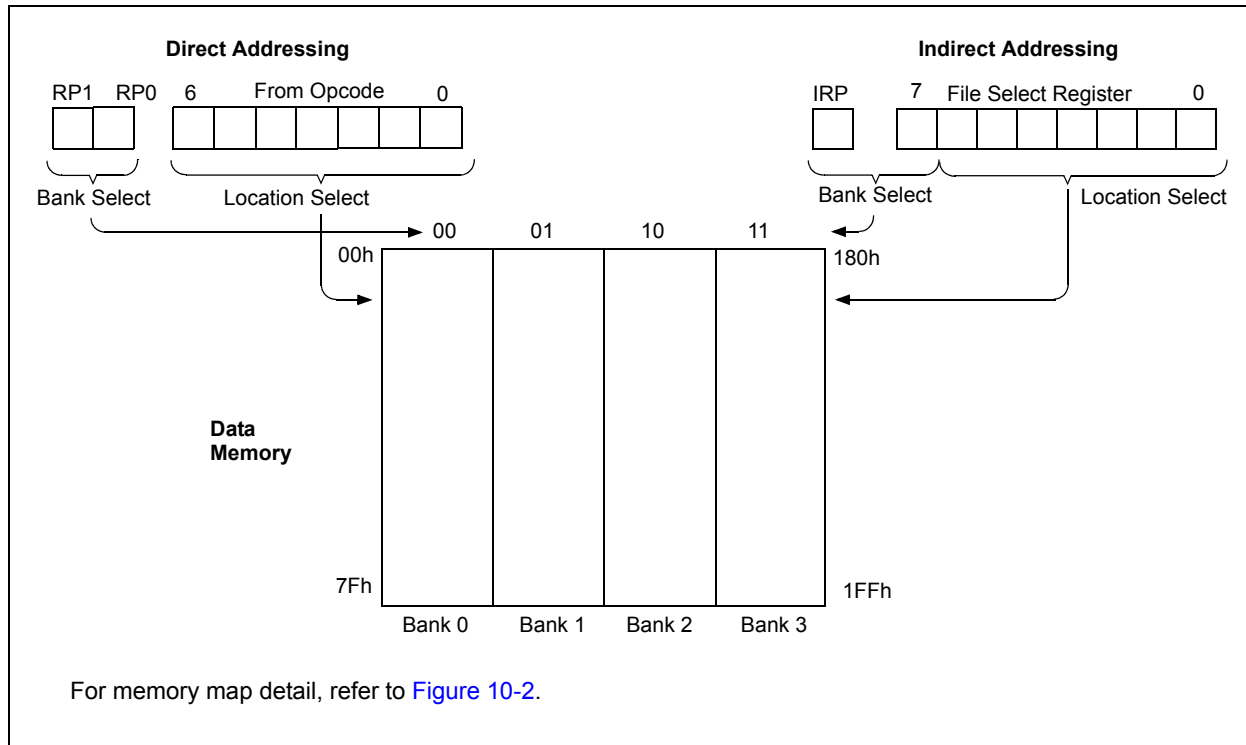 Direct Addressing
Indirect Addressing
RP1 RP0 6 From Opcode 0
IRP 7 File Select Register 0
Bank Select Location Select
Bank Select Location Select
00 01 10 11
00h 180h
Data
Memory
7Fh 1FFh
Bank 0 Bank 1 Bank 2 Bank 3
For memory map detail, refer to Figure 10-2.